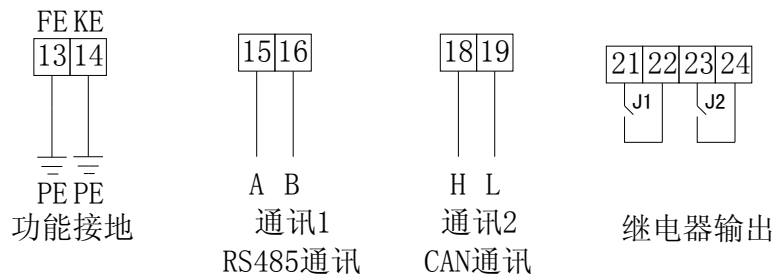 FE KE
13 14
PE PE
功能接地
15 16
A B
通讯1
RS485通讯
18 19
H L
通讯2
CAN通讯
21 22 23 24
J1 J2
继电器输出